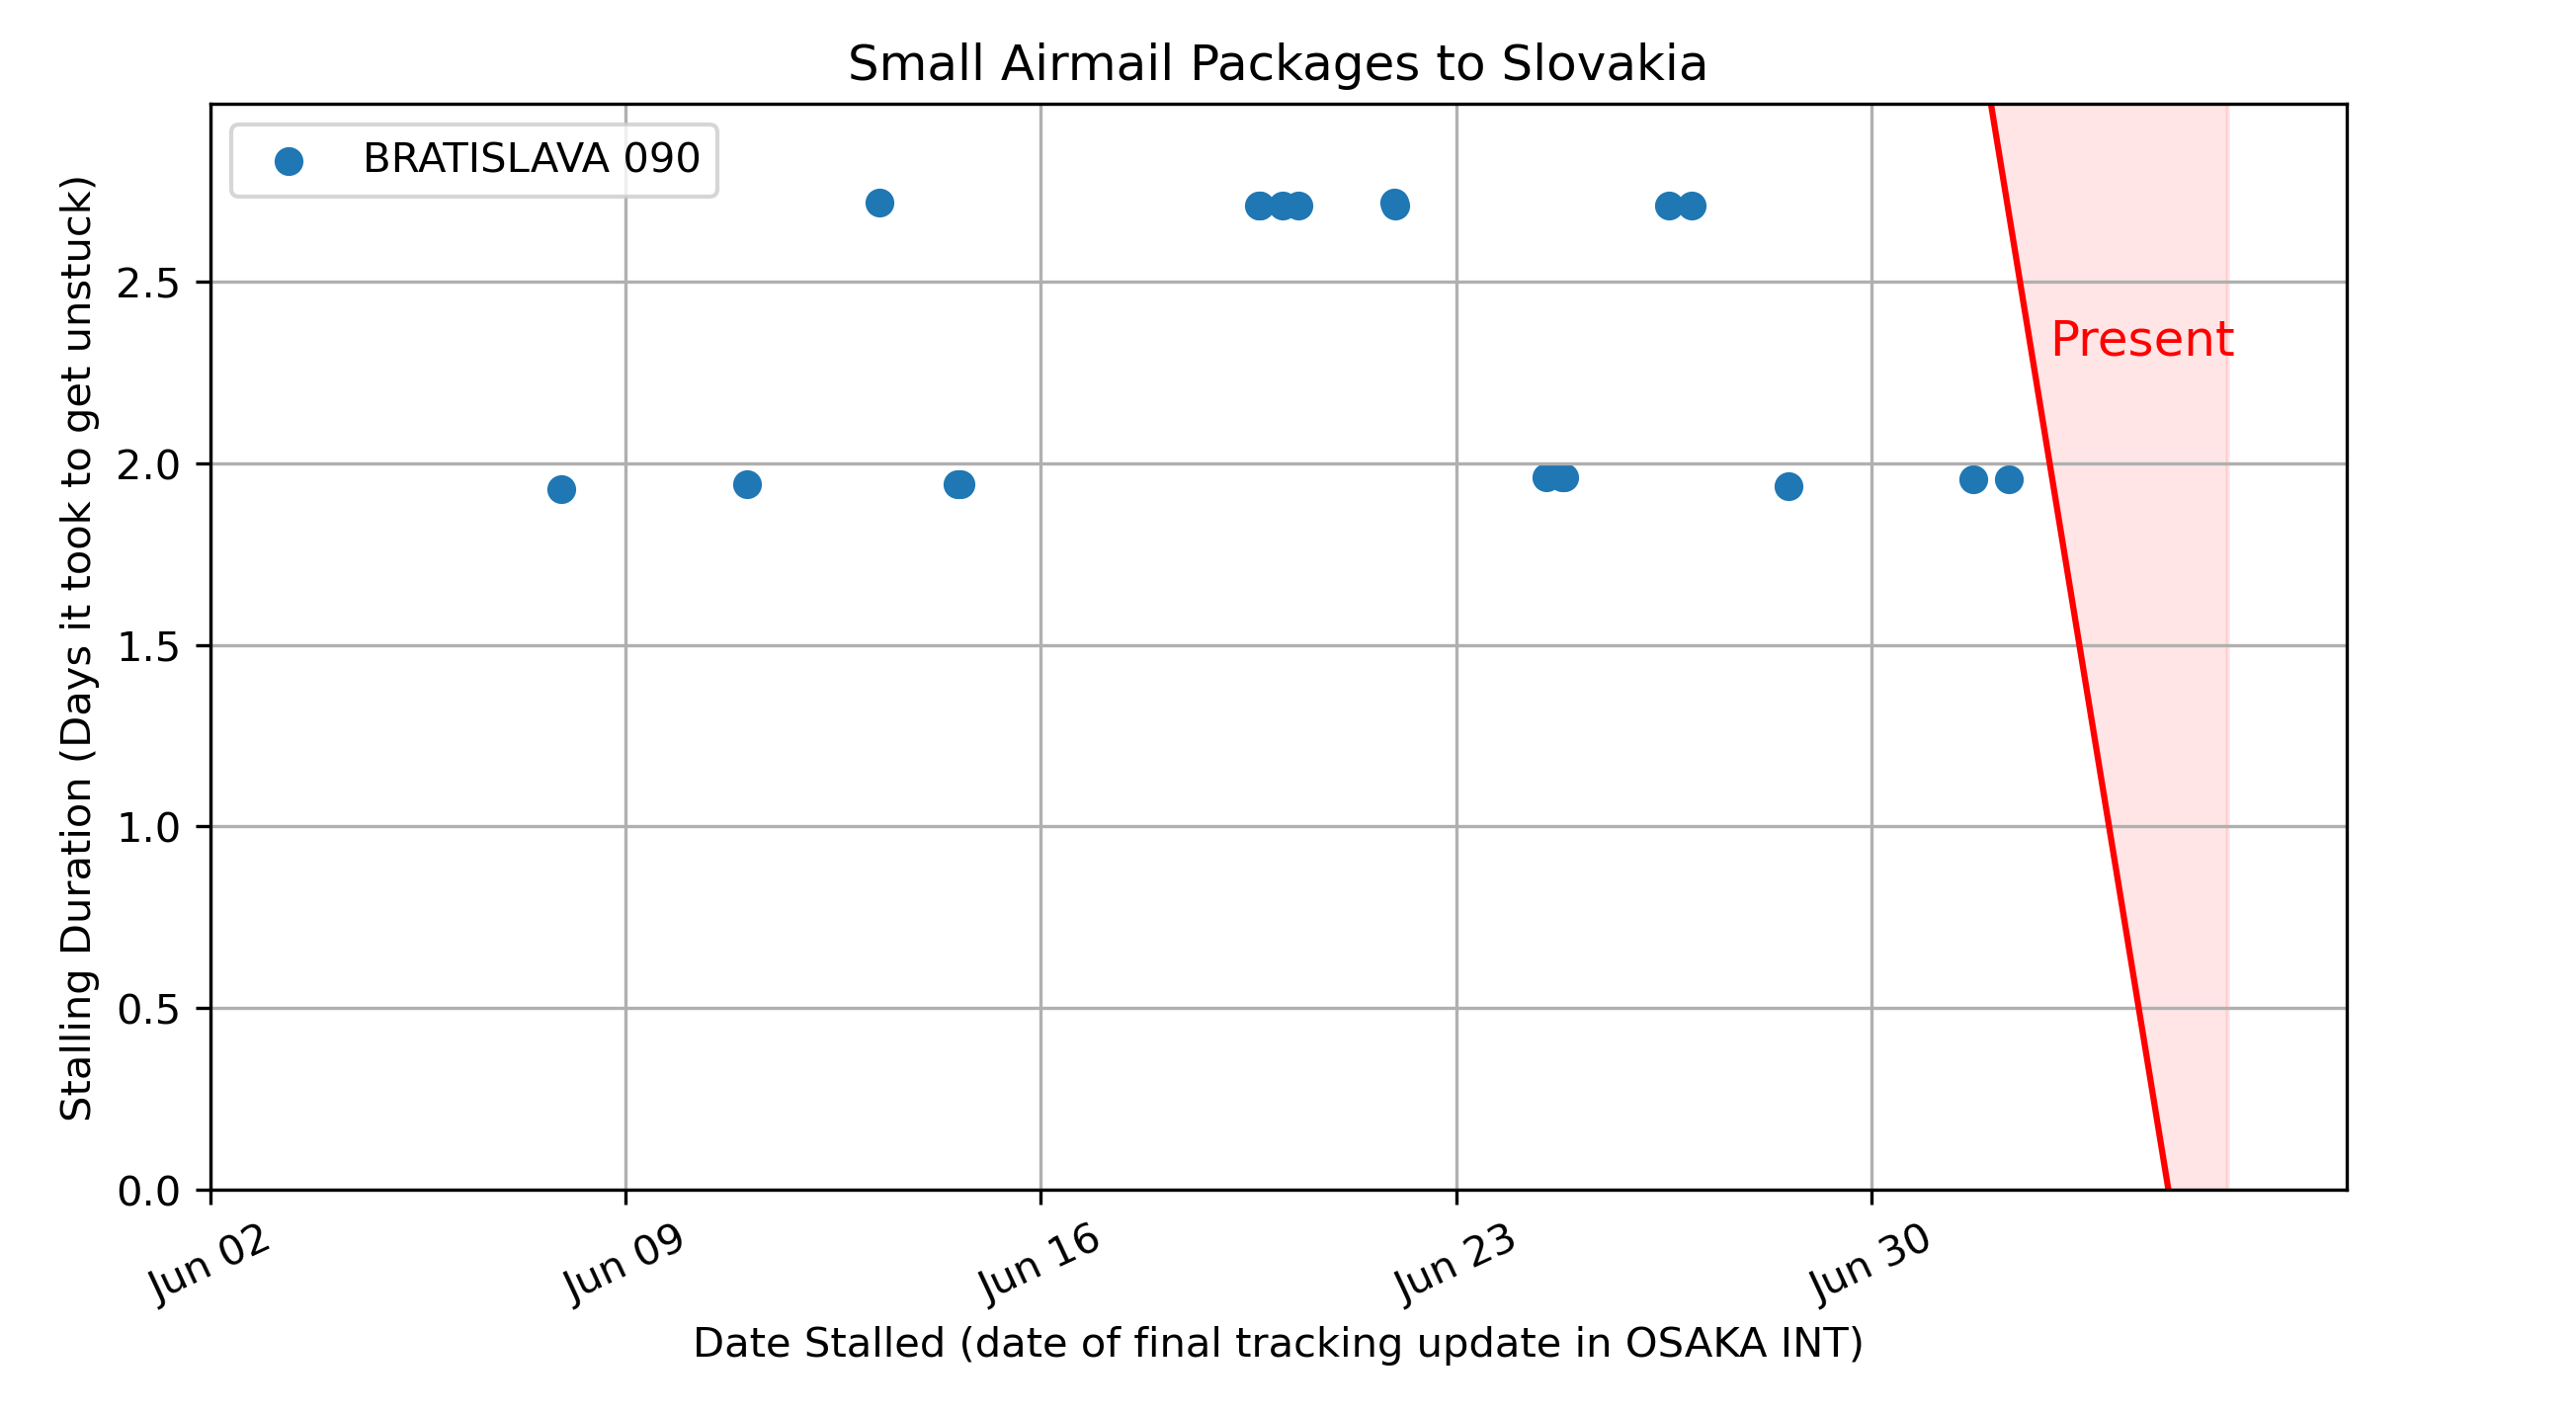 Small Airmail Packages to Slovakia
BRATISLAVA 090
Present
Stalling Duration (Days it took to get unstuck)
2.5
2.0
1.5
1.0
0.5
0.0
Jun 02
Jun 09
Jun 16
Jun 23
Jun 30
Date Stalled (date of final tracking update in OSAKA INT)